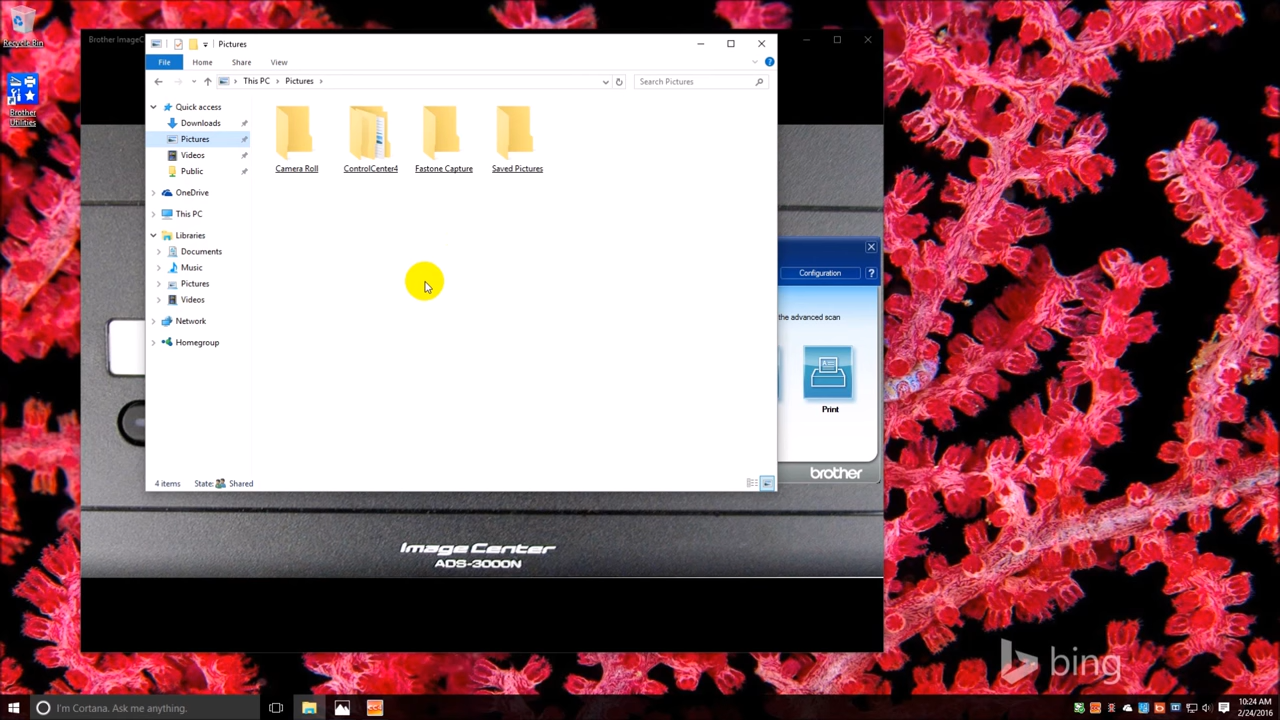 Recycle Bin
Brother
Utilities
Brother ImageC
Pictures
File Home Share View
This PC Pictures
Search Pictures
Quick access
Downloads
Pictures
Videos
Public
OneDrive
This PC
Libraries
Documents
Music
Pictures
Videos
Network
Homegroup
Camera Roll
ControlCenter4
Fastone Capture
Saved Pictures
4 items State: Shared
Configuration ?
the advanced scan
Print
brother
ImageCenter
ADS-3000N
bing
I'm Cortana. Ask me anything.
10:24 AM
2/24/2016